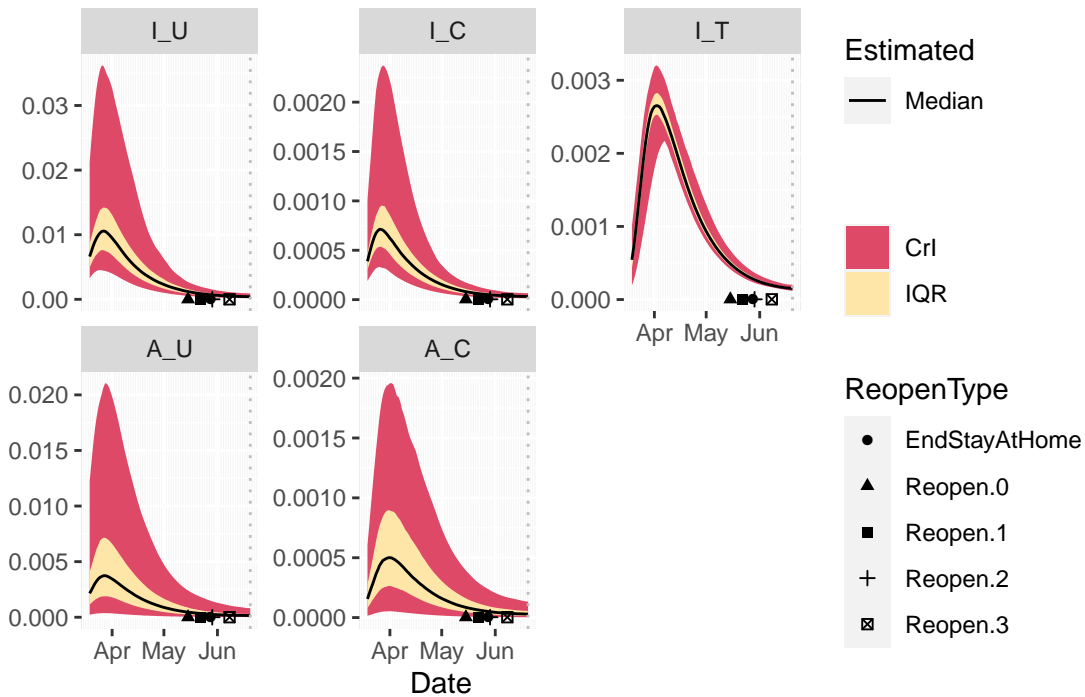 I_U
I_C
I_T
0.03
0.02
0.01
0.00
0.0020
0.0015
0.0010
0.0005
0.0000
0.003
0.002
0.001
0.000
Apr May Jun
A_U
A_C
0.020
0.015
0.010
0.005
0.000
0.0020
0.0015
0.0010
0.0005
0.0000
Apr May Jun
Apr May Jun
Date
Estimated
Median
CrI
IQR
ReopenType
EndStayAtHome
Reopen.0
Reopen.1
Reopen.2
Reopen.3